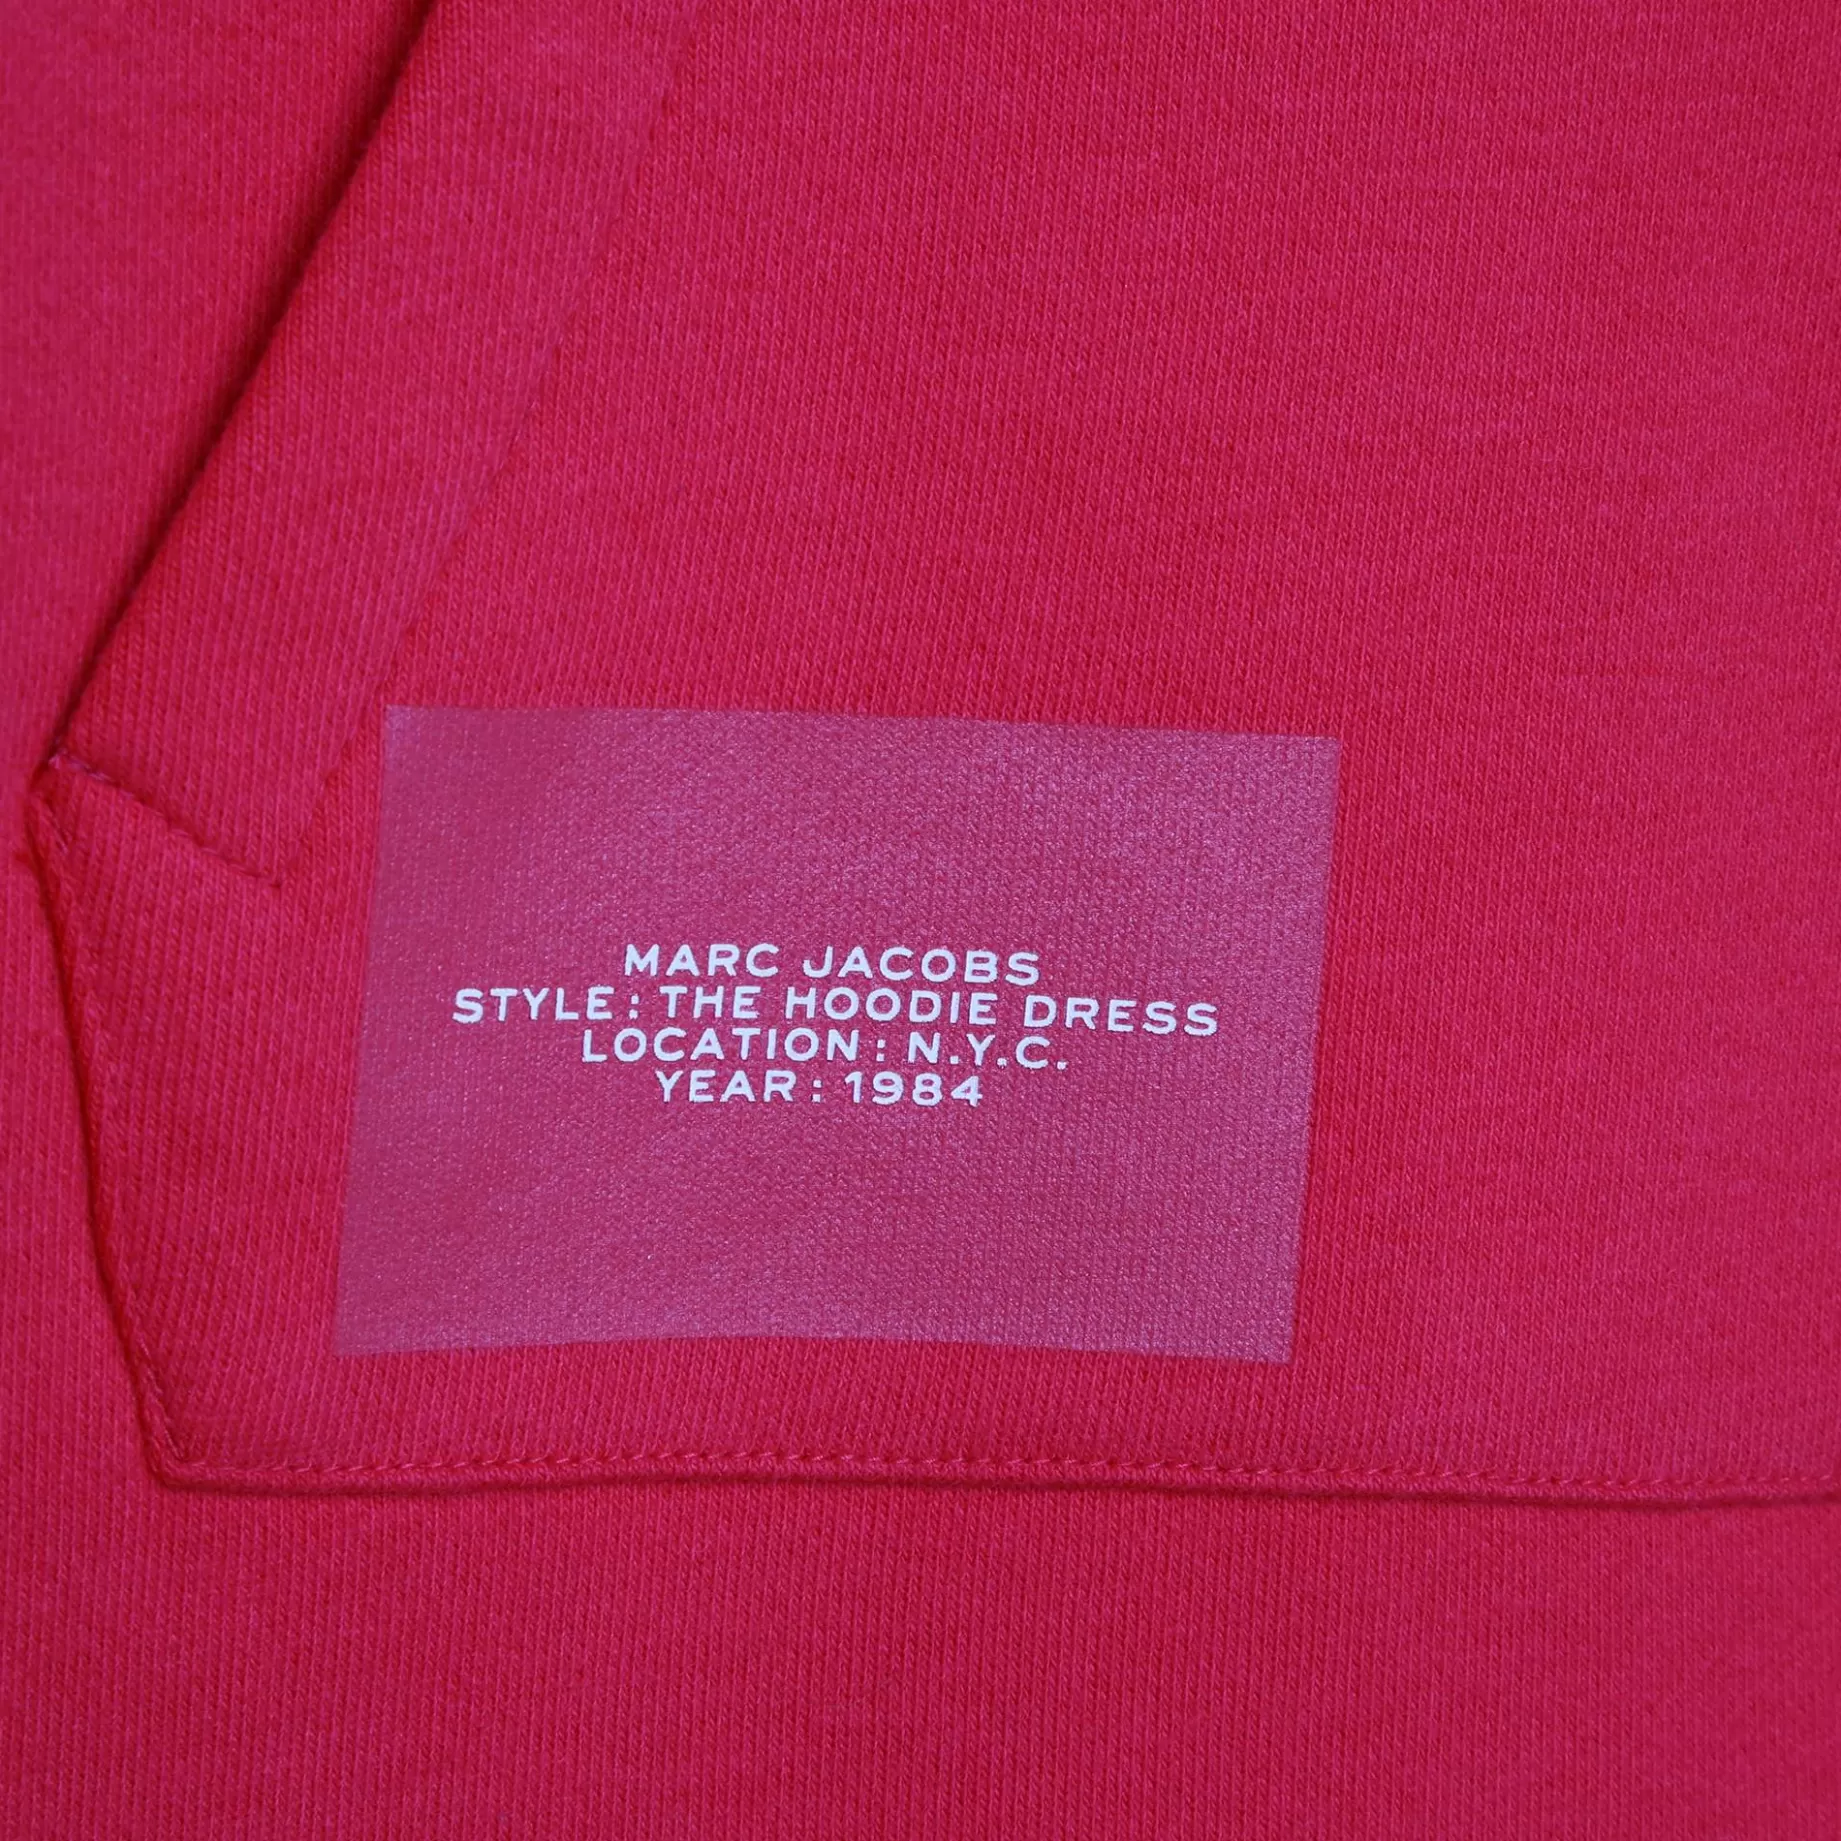 MARC JACOBS
STYLE: THE HOODIE DRESS
LOCATION: N.Y.C.
YEAR: 1984